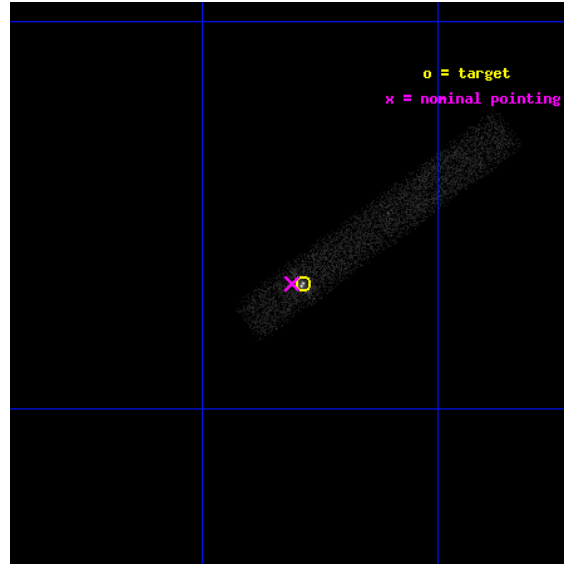 o = target
x = nominal pointing